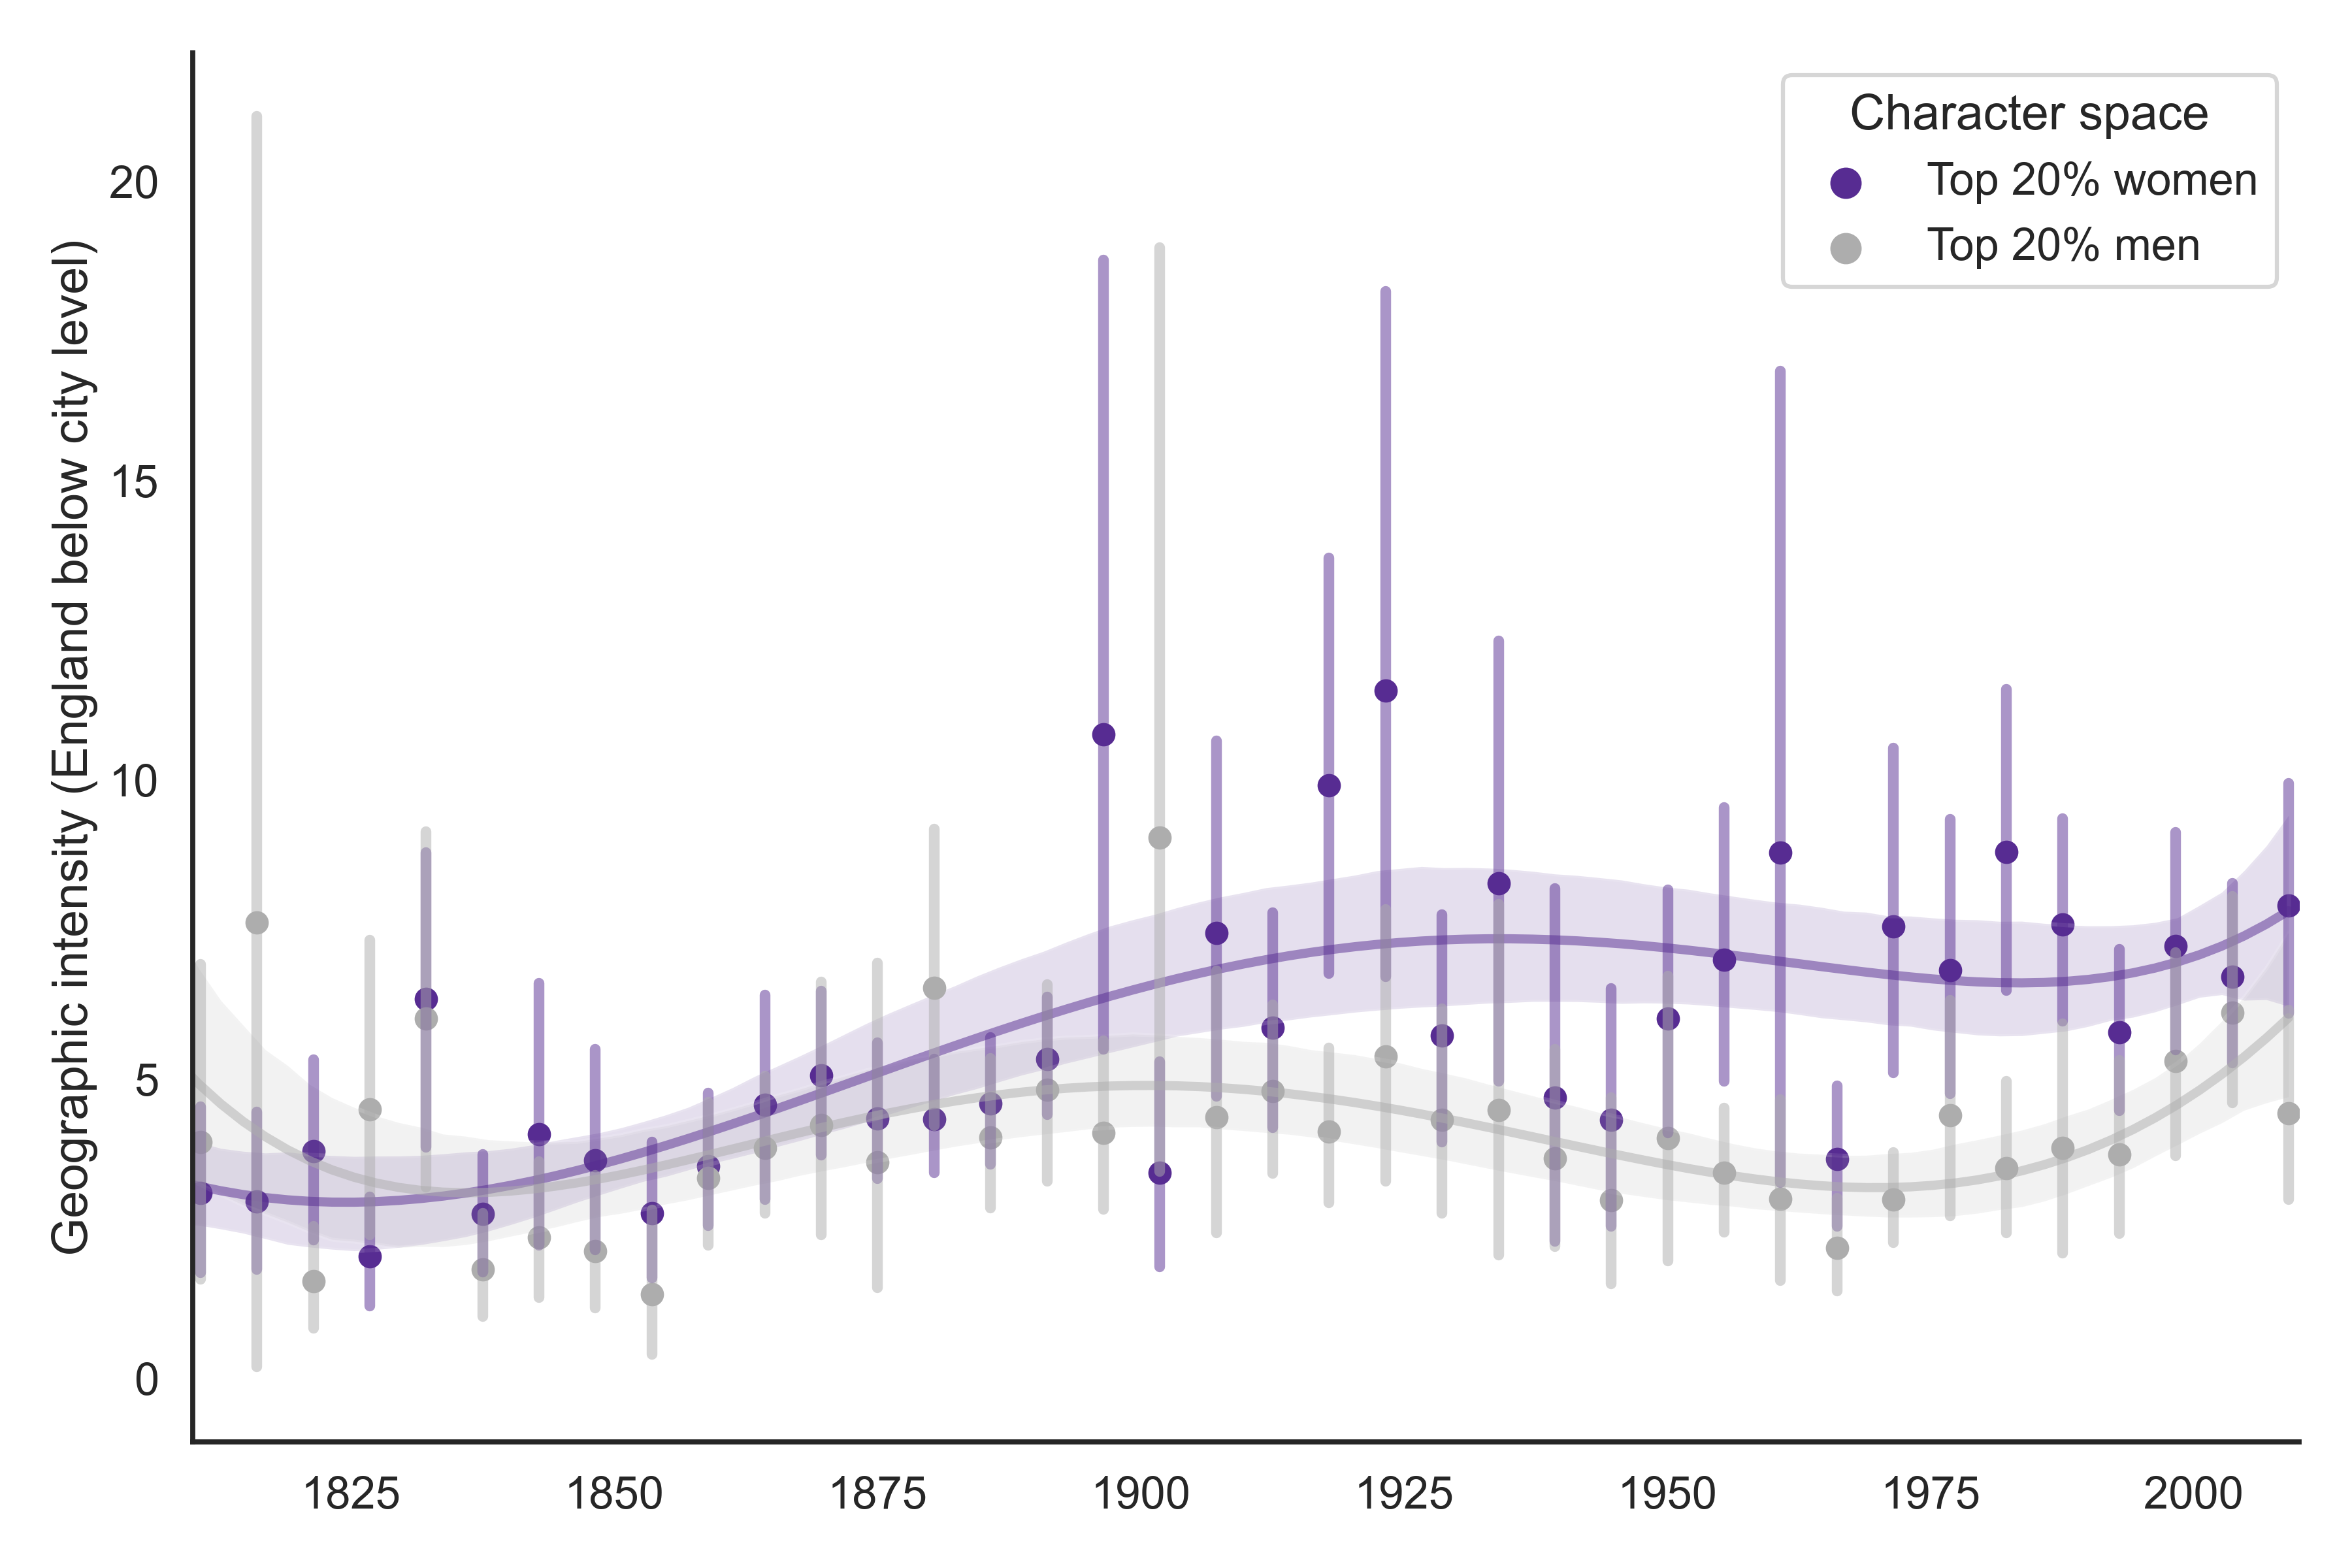 Character space
Top 20% women
Top 20% men
Geographic intensity (England below city level)
20
15
10
5
0
1825 1850 1875 1900 1925 1950 1975 2000